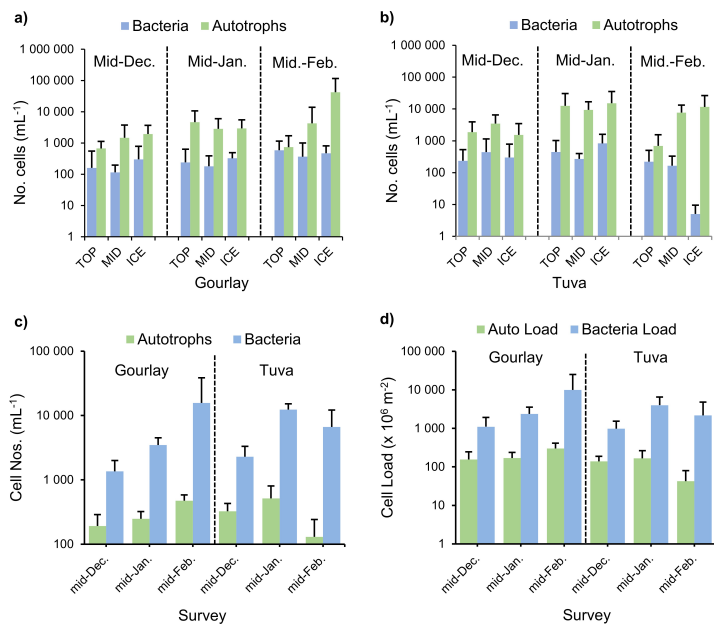 a)
Bacteria Autotrophs
1 000 000
100 000
10 000
1 000
100
10
1
No. cells (mL-1)
Mid-Dec. Mid-Jan. Mid.-Feb.
TOP MID ICE TOP MID ICE TOP MID ICE
Gourlay
b)
Bacteria Autotrophs
1 000 000
100 000
10 000
1 000
100
10
1
No. cells (mL-1)
Mid-Dec. Mid-Jan. Mid.-Feb.
TOP MID ICE TOP MID ICE TOP MID ICE
Tuva
c)
Autotrophs Bacteria
100 000
10 000
1 000
100
Cell Nos. (mL-1)
Gourlay Tuva
mid-Dec. mid-Jan. mid-Feb. mid-Dec. mid-Jan. mid-Feb.
Survey
d)
Auto Load Bacteria Load
100 000
10 000
1 000
100
10
1
Cell Load (x 106 m-2)
Gourlay Tuva
mid-Dec. mid-Jan. mid-Feb. mid-Dec. mid-Jan. mid-Feb.
Survey